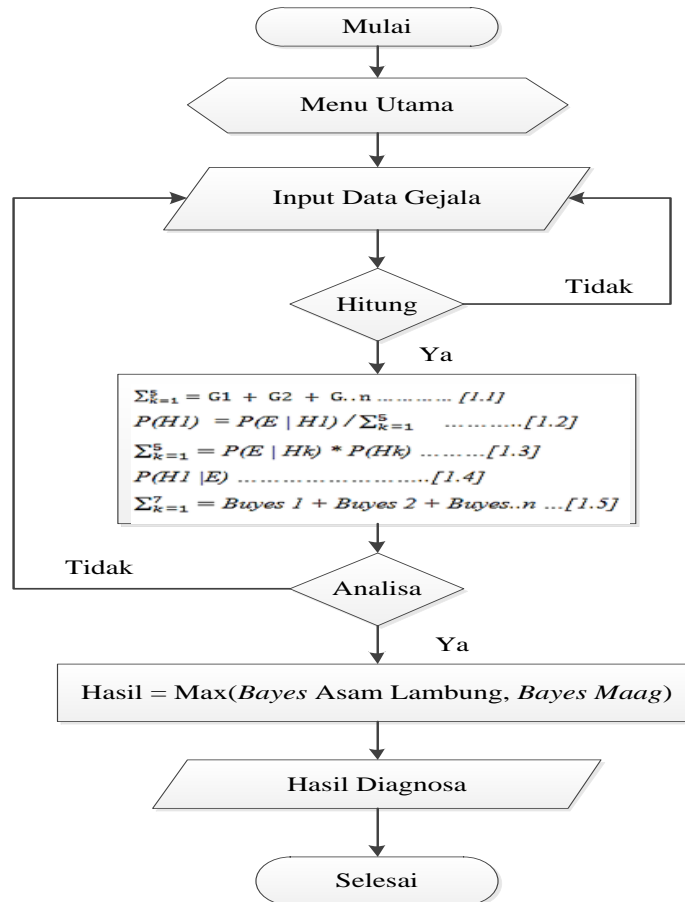 Mulai
Menu Utama
Input Data Gejala
Hitung
Tidak
Ya
∑⁵ₖ₌₁ = G1 + G2 + G..n ………… [1.1]
P(H1) = P(E | H1) / ∑⁵ₖ₌₁ ………..[1.2]
∑⁵ₖ₌₁ = P(E | Hk) * P(Hk) ………[1.3]
P(H1 |E) ……………………..[1.4]
∑⁷ₖ₌₁ = Buyes 1 + Buyes 2 + Buyes..n …[1.5]
Tidak
Analisa
Ya
Hasil = Max(Bayes Asam Lambung, Bayes Maag)
Hasil Diagnosa
Selesai